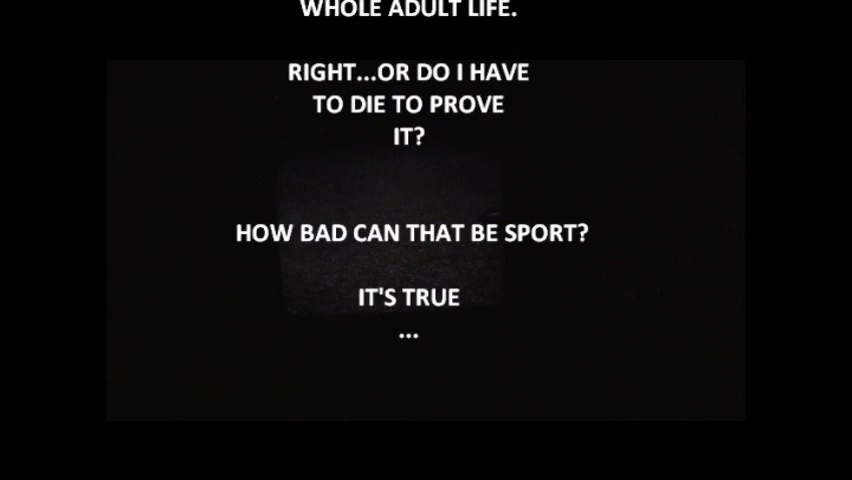 WHOLE ADULT LIFE.
RIGHT...OR DO I HAVE
TO DIE TO PROVE
IT?
HOW BAD CAN THAT BE SPORT?
IT'S TRUE
...